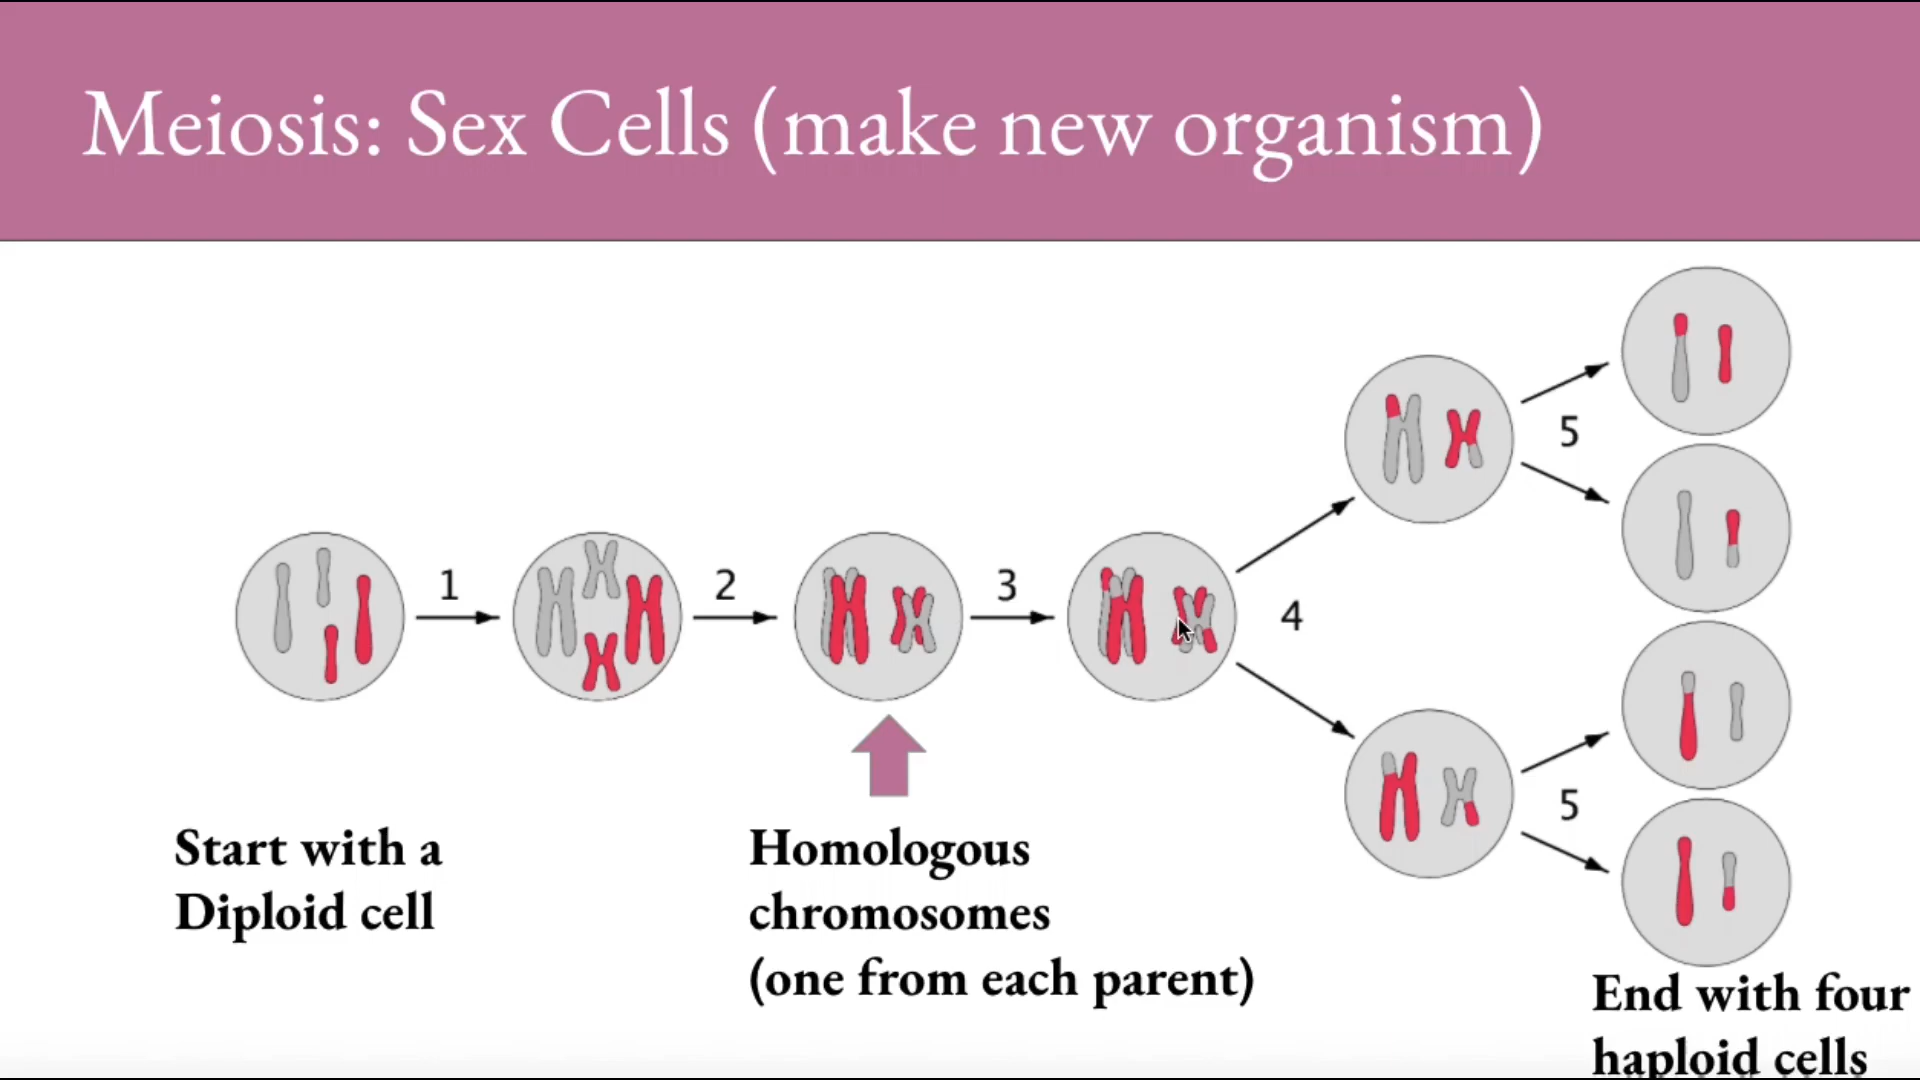 Meiosis: Sex Cells (make new organism)
1
2
3
4
5
5
Start with a
Diploid cell
Homologous
chromosomes
(one from each parent)
End with four
haploid cells